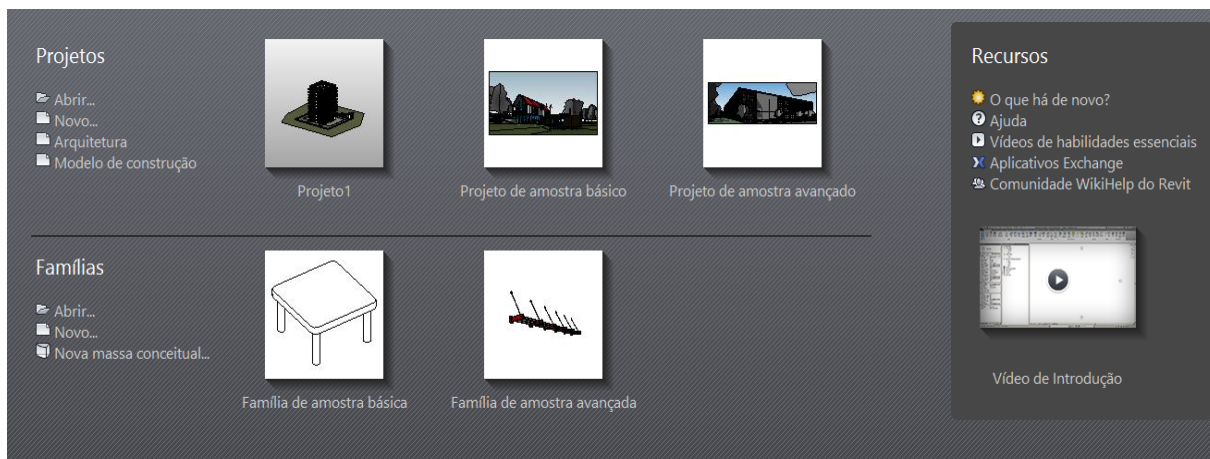 Projetos
Abrir...
Novo...
Arquitetura
Modelo de construção
Projeto1
Projeto de amostra básico
Projeto de amostra avançado
Famílias
Abrir...
Novo...
Nova massa conceitual...
Família de amostra básica
Família de amostra avançada
Recursos
O que há de novo?
Ajuda
Vídeos de habilidades essenciais
Aplicativos Exchange
Comunidade WikiHelp do Revit
Vídeo de Introdução